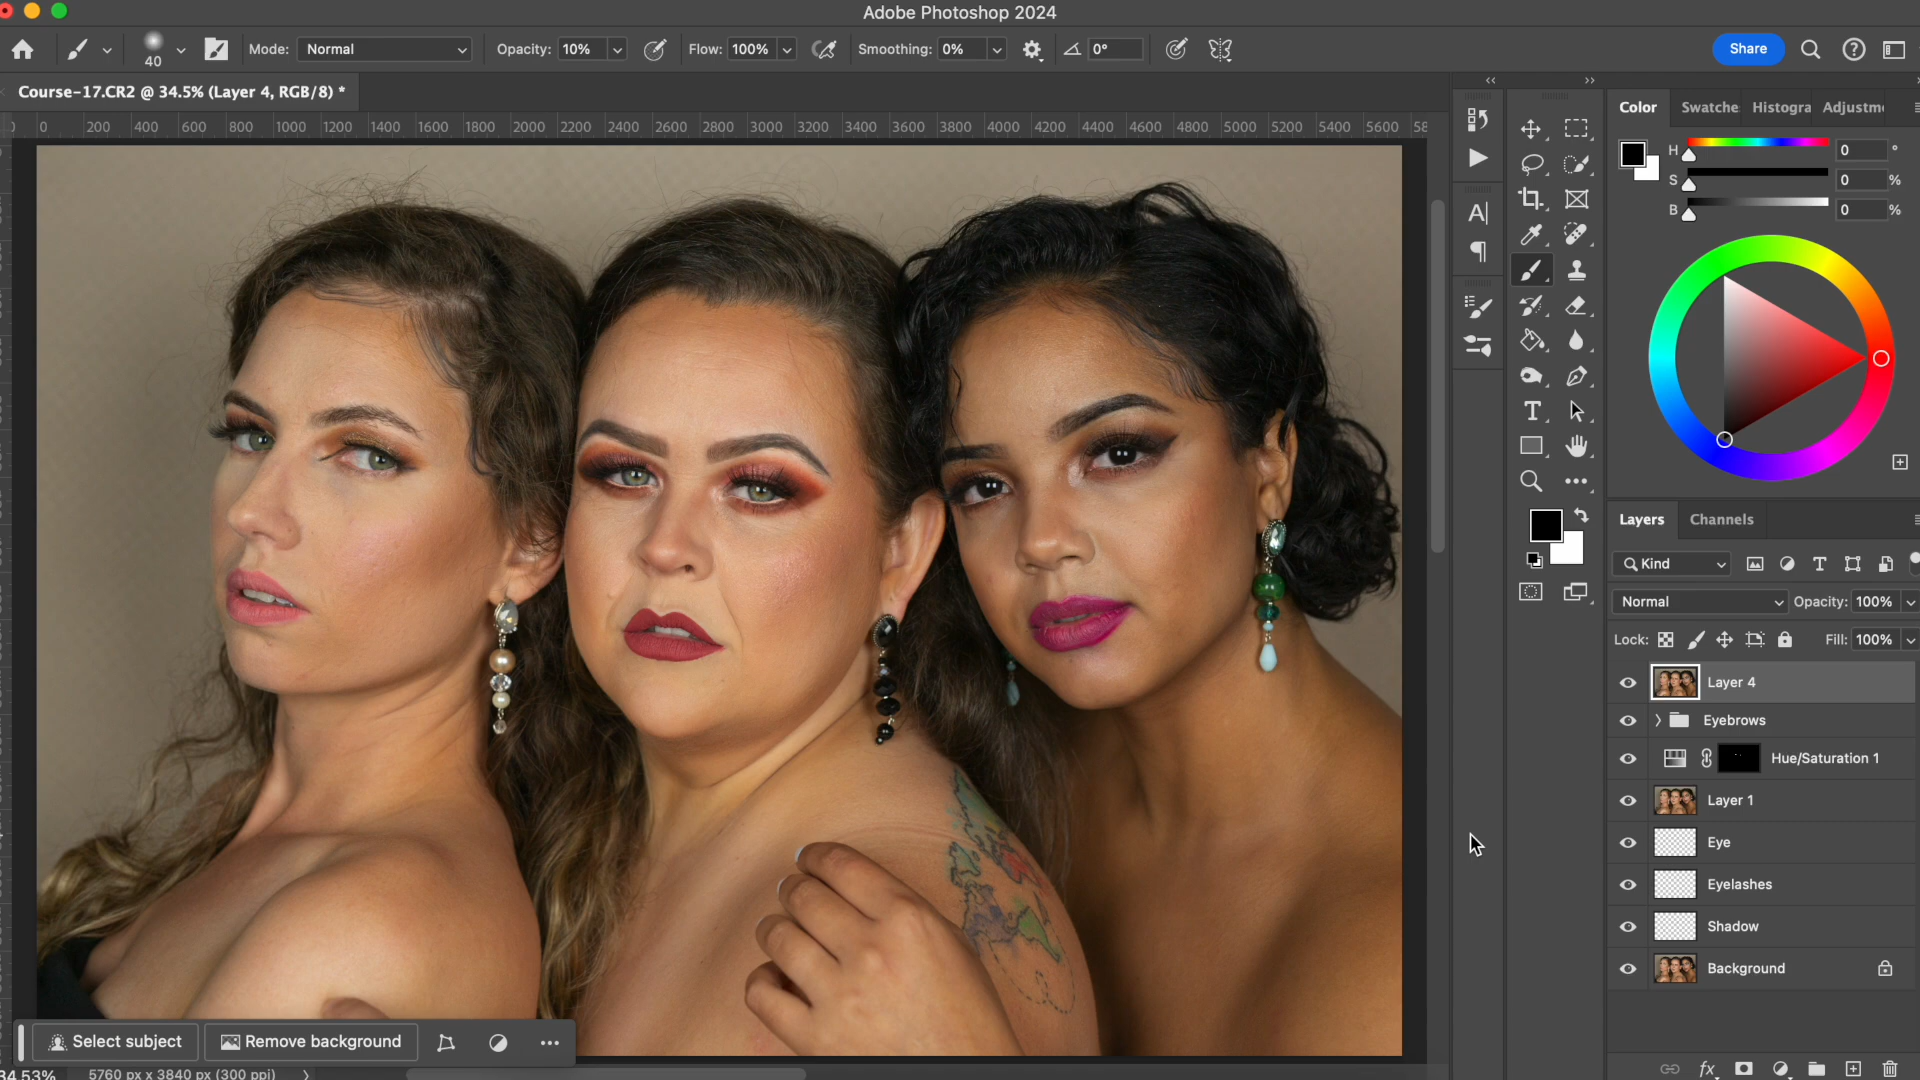 Adobe Photoshop 2024
40
Mode: Normal
Opacity: 10%
Flow: 100%
Smoothing: 0%
0°
Share
Course-17.CR2 @ 34.5% (Layer 4, RGB/8) *
0 200 400 600 800 1000 1200 1400 1600 1800 2000 2200 2400 2600 2800 3000 3200 3400 3600 3800 4000 4200 4400 4600 4800 5000 5200 5400 5600 58
Color Swatche Histogra Adjustm
H 0 °
S 0 %
B 0 %
Layers Channels
Kind
Normal Opacity: 100%
Lock: Fill: 100%
Layer 4
Eyebrows
Hue/Saturation 1
Layer 1
Eye
Eyelashes
Shadow
Background
Select subject Remove background
34.53% 5760 px x 3840 px (300 ppi)
fx